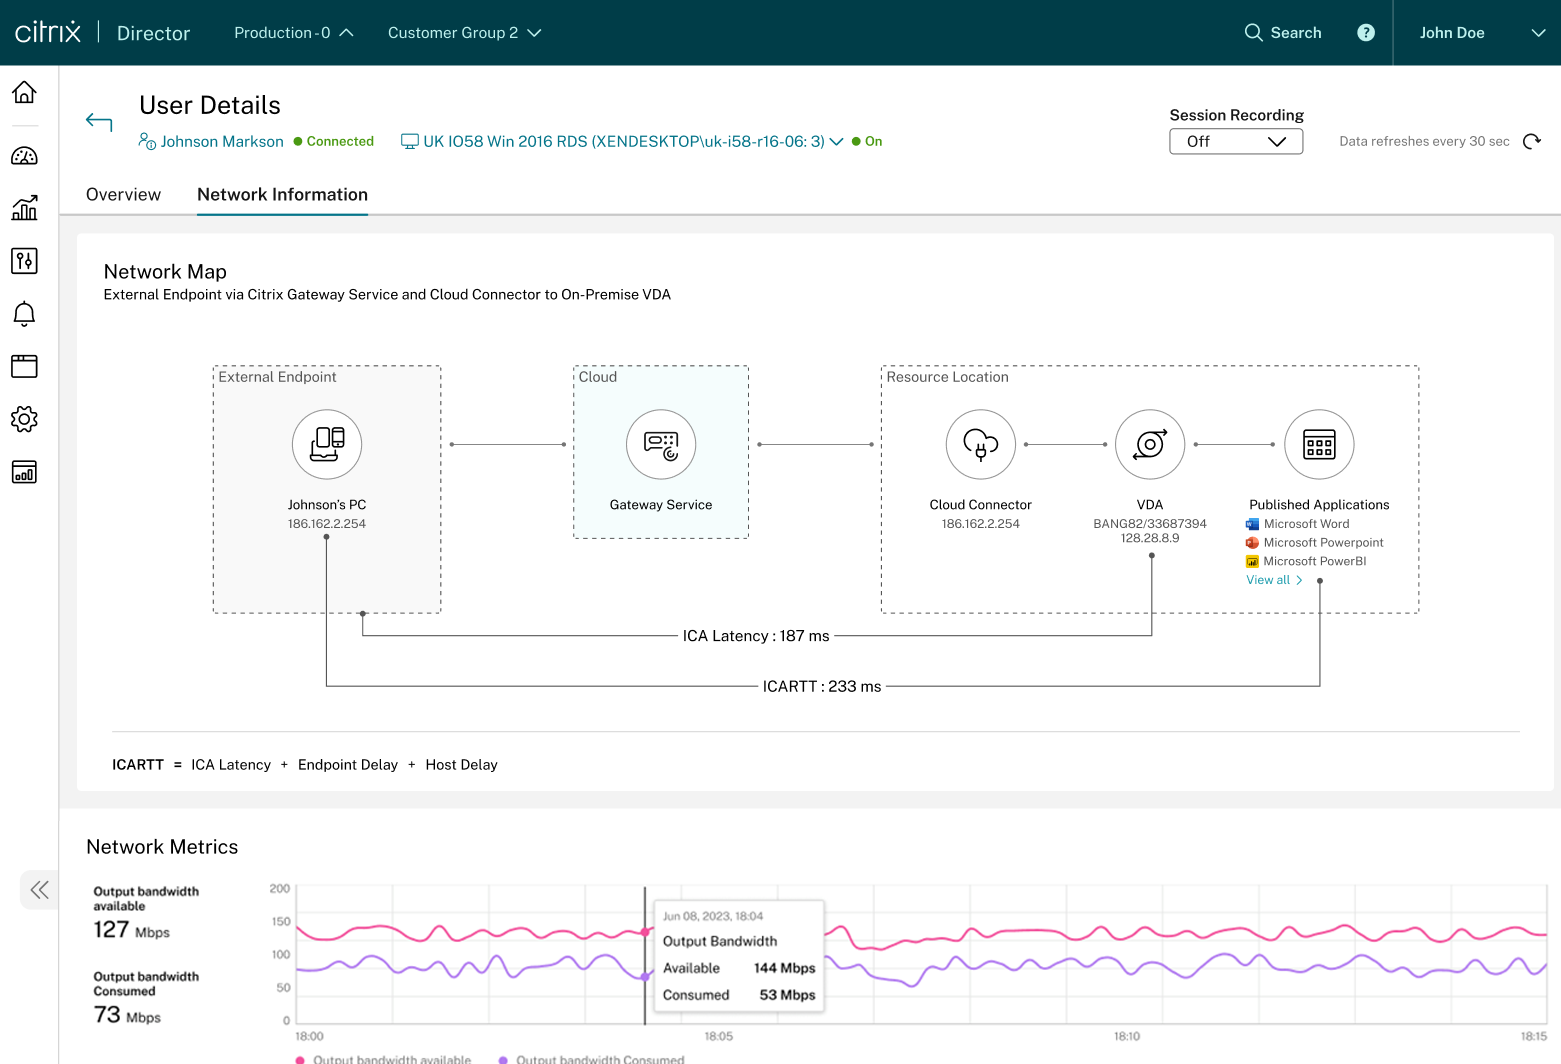 citrix | Director
Production - 0
Customer Group 2
Search
?
John Doe
User Details
Johnson Markson
Connected
UK IO58 Win 2016 RDS (XENDESKTOP\uk-i58-r16-06: 3)
On
Session Recording
Off
Data refreshes every 30 sec
Overview
Network Information
Network Map
External Endpoint via Citrix Gateway Service and Cloud Connector to On-Premise VDA
External Endpoint
Johnson's PC
186.162.2.254
Cloud
Gateway Service
Resource Location
Cloud Connector
186.162.2.254
VDA
BANG82/33687394
128.28.8.9
Published Applications
Microsoft Word
Microsoft Powerpoint
Microsoft PowerBI
View all
ICA Latency : 187 ms
ICARTT : 233 ms
ICARTT = ICA Latency + Endpoint Delay + Host Delay
Network Metrics
Output bandwidth
available
127 Mbps
Output bandwidth
Consumed
73 Mbps
200
150
100
50
0
Jun 08, 2023, 18:04
Output Bandwidth
Available 144 Mbps
Consumed 53 Mbps
18:00
18:05
18:10
18:15
Output bandwidth available
Output bandwidth Consumed